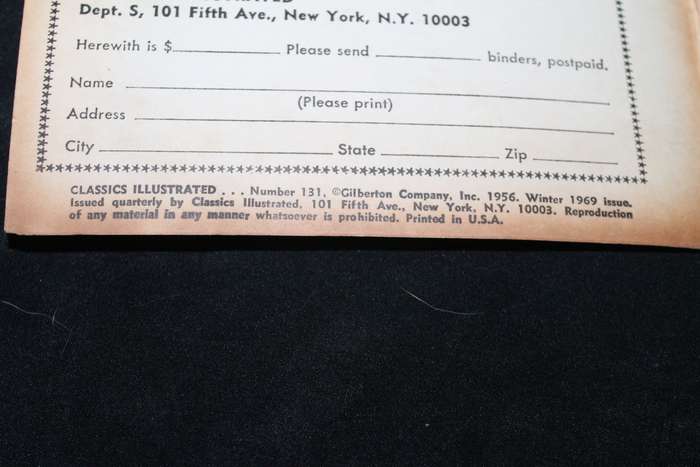 Dept. S, 101 Fifth Ave., New York, N.Y. 10003
Herewith is $ Please send binders, postpaid.
Name
(Please print)
Address
City State Zip
CLASSICS ILLUSTRATED . . . Number 131. ©Gilberton Company, Inc. 1956. Winter 1969 issue.
Issued quarterly by Classics Illustrated, 101 Fifth Ave., New York, N.Y. 10003. Reproduction
of any material in any manner whatsoever is prohibited. Printed in U.S.A.